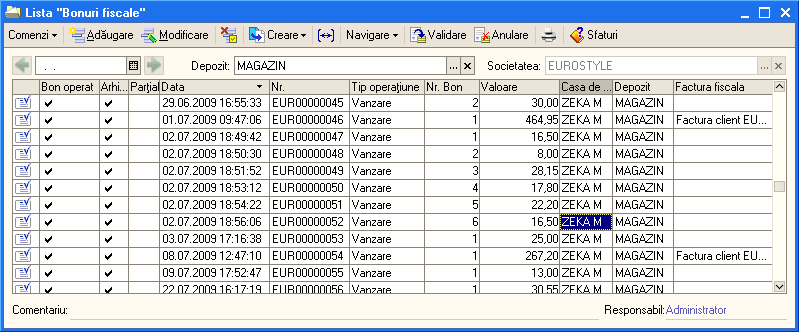 Lista "Bonuri fiscale"
Comenzi Adăugare Modificare Creare Navigare Validare Anulare Sfaturi
. . Depozit: MAGAZIN ... x Societatea: EUROSTYLE ... x
Bon operat Arhi... Parțial Data Nr. Tip operațiune Nr. Bon Valoare Casa de ... Depozit Factura fiscala
29.06.2009 16:55:33 EUR00000045 Vanzare 2 30,00 ZEKA M MAGAZIN
01.07.2009 09:47:06 EUR00000046 Vanzare 1 464,95 ZEKA M MAGAZIN Factura client EU...
02.07.2009 18:49:42 EUR00000047 Vanzare 1 16,50 ZEKA M MAGAZIN
02.07.2009 18:50:30 EUR00000048 Vanzare 2 8,00 ZEKA M MAGAZIN
02.07.2009 18:51:52 EUR00000049 Vanzare 3 28,15 ZEKA M MAGAZIN
02.07.2009 18:53:12 EUR00000050 Vanzare 4 17,80 ZEKA M MAGAZIN
02.07.2009 18:54:22 EUR00000051 Vanzare 5 22,20 ZEKA M MAGAZIN
02.07.2009 18:56:06 EUR00000052 Vanzare 6 16,50 ZEKA M MAGAZIN
03.07.2009 17:16:38 EUR00000053 Vanzare 1 25,00 ZEKA M MAGAZIN
08.07.2009 12:47:10 EUR00000054 Vanzare 1 267,20 ZEKA M MAGAZIN Factura client EU...
09.07.2009 17:52:47 EUR00000055 Vanzare 1 13,00 ZEKA M MAGAZIN
22.07.2009 16:17:19 EUR00000056 Vanzare 1 30,55 ZEKA M MAGAZIN
Comentariu: Responsabil: Administrator